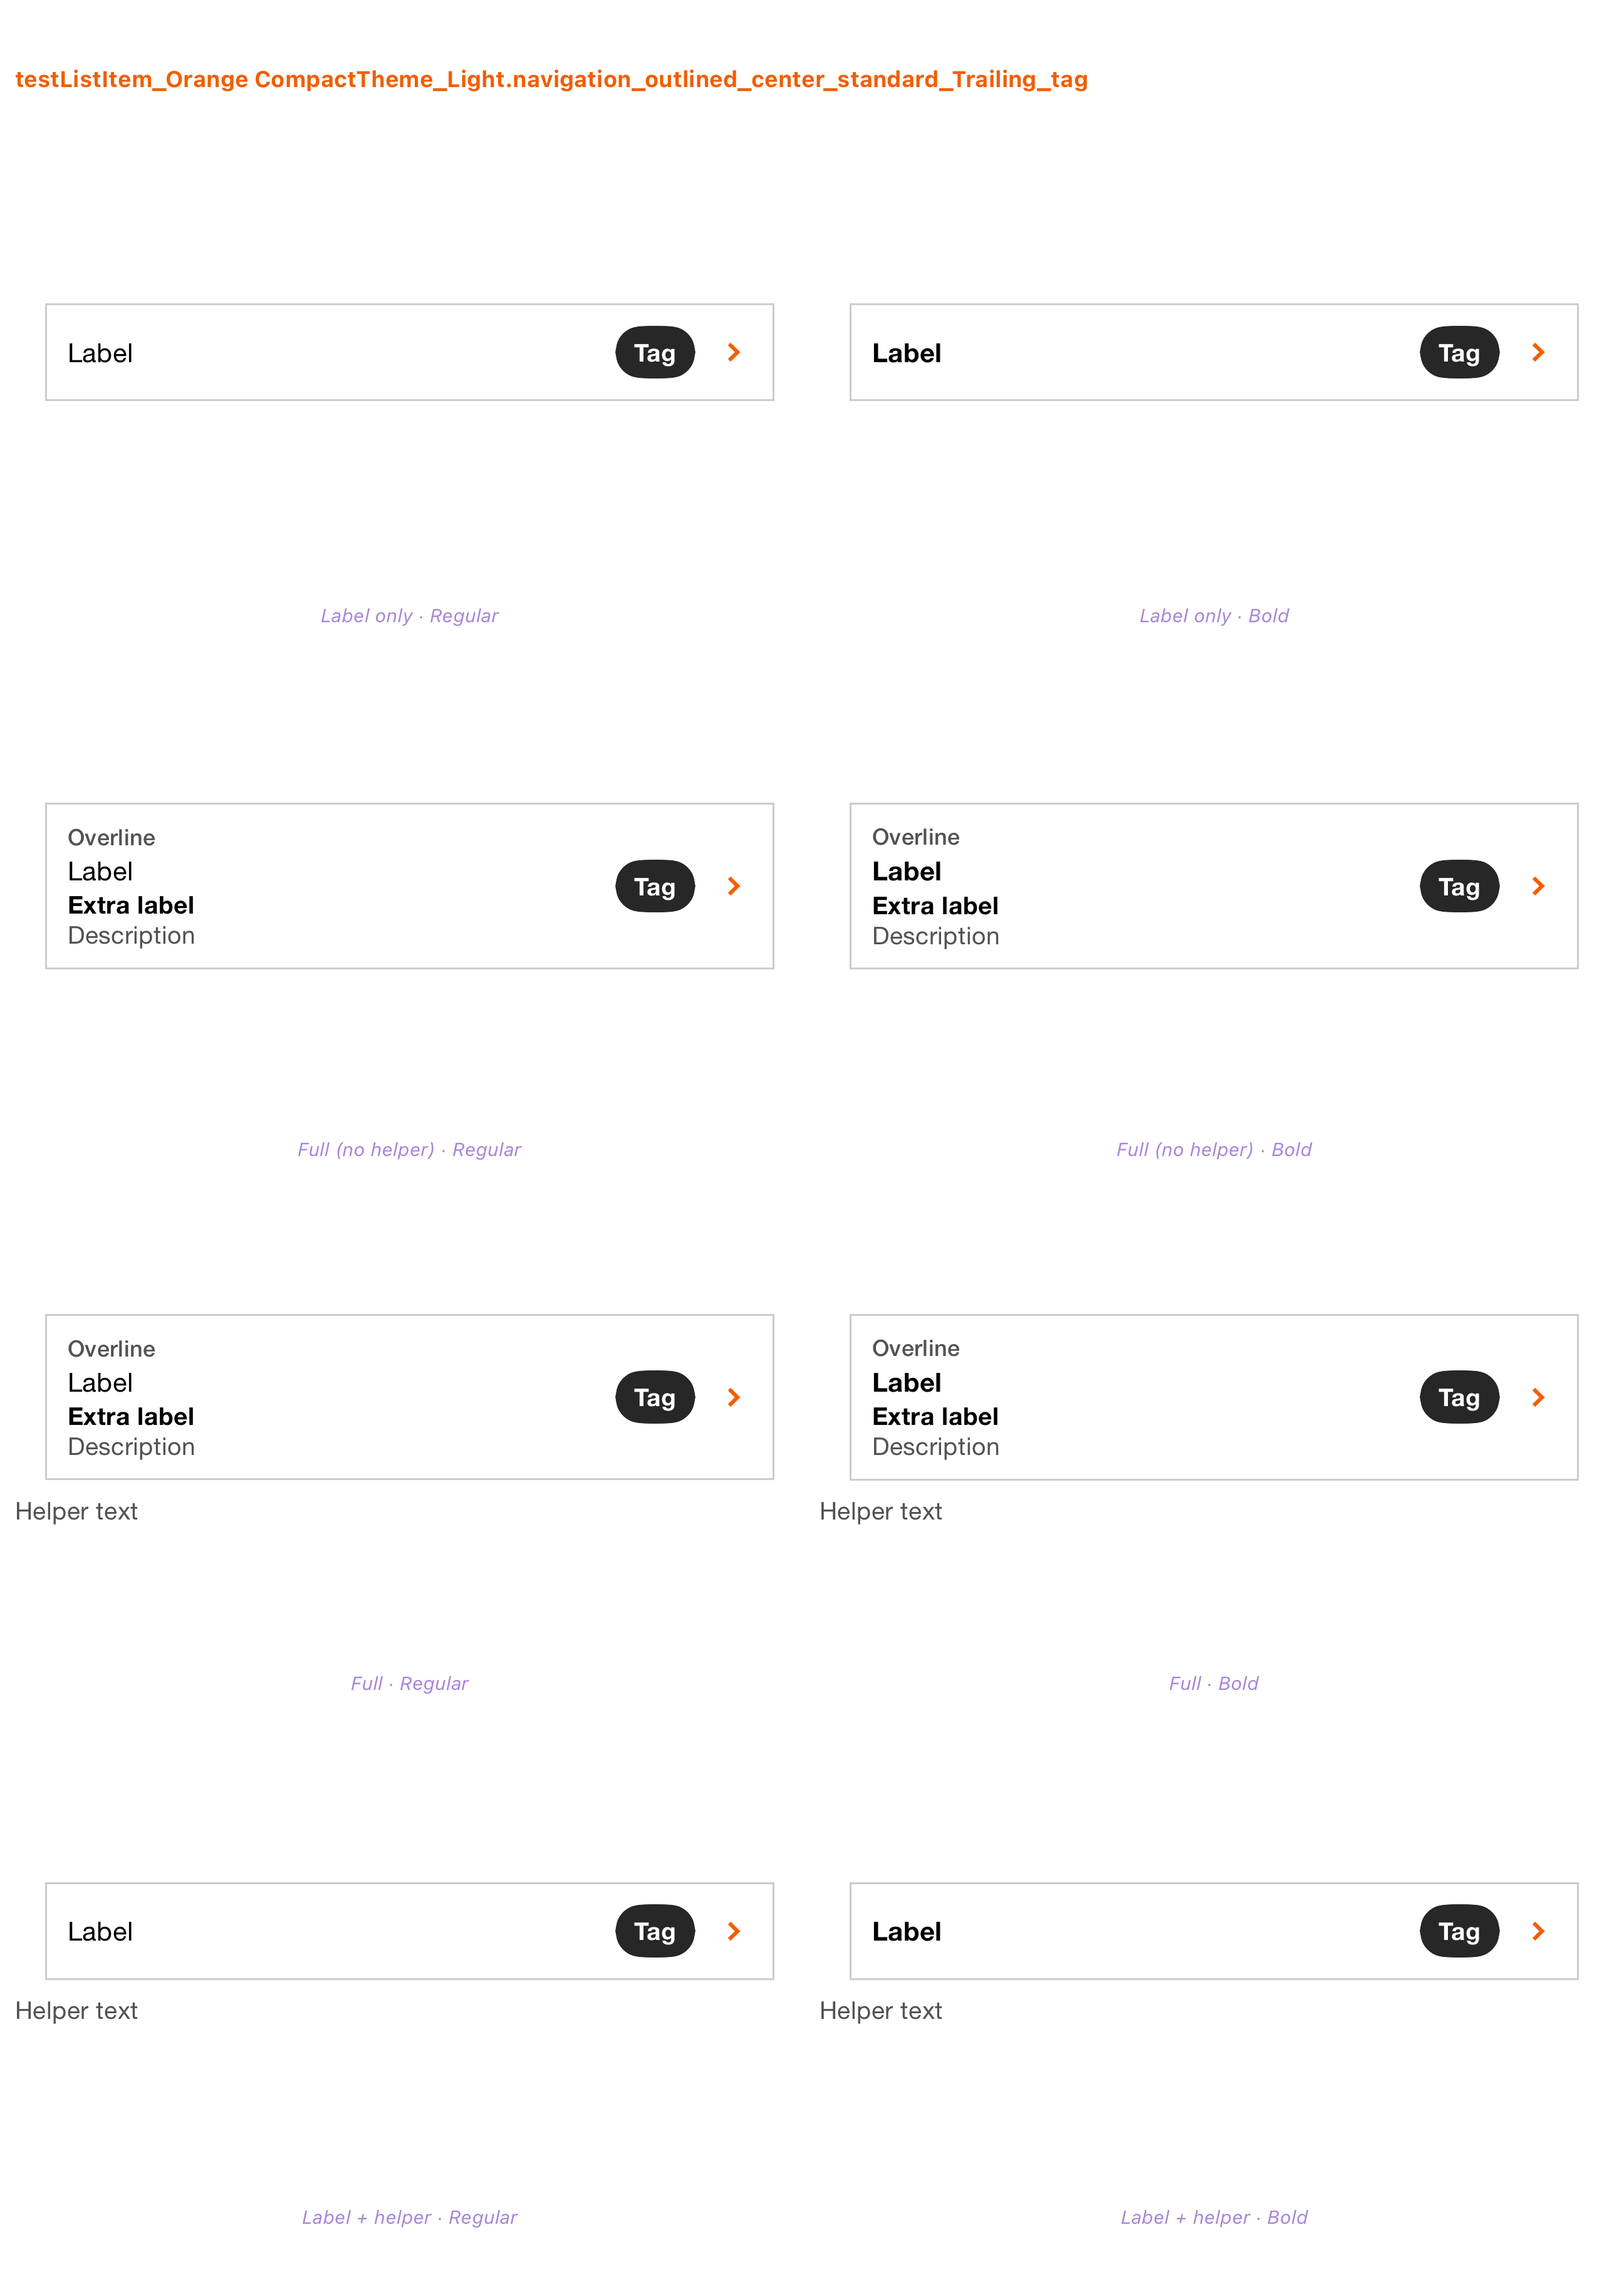 testListItem_Orange CompactTheme_Light.navigation_outlined_center_standard_Trailing_tag
Label Tag
Label Tag
Label only · Regular
Label only · Bold
Overline
Label
Extra label
Description
Tag
Overline
Label
Extra label
Description
Tag
Full (no helper) · Regular
Full (no helper) · Bold
Overline
Label
Extra label
Description
Tag
Helper text
Overline
Label
Extra label
Description
Tag
Helper text
Full · Regular
Full · Bold
Label Tag
Helper text
Label Tag
Helper text
Label + helper · Regular
Label + helper · Bold